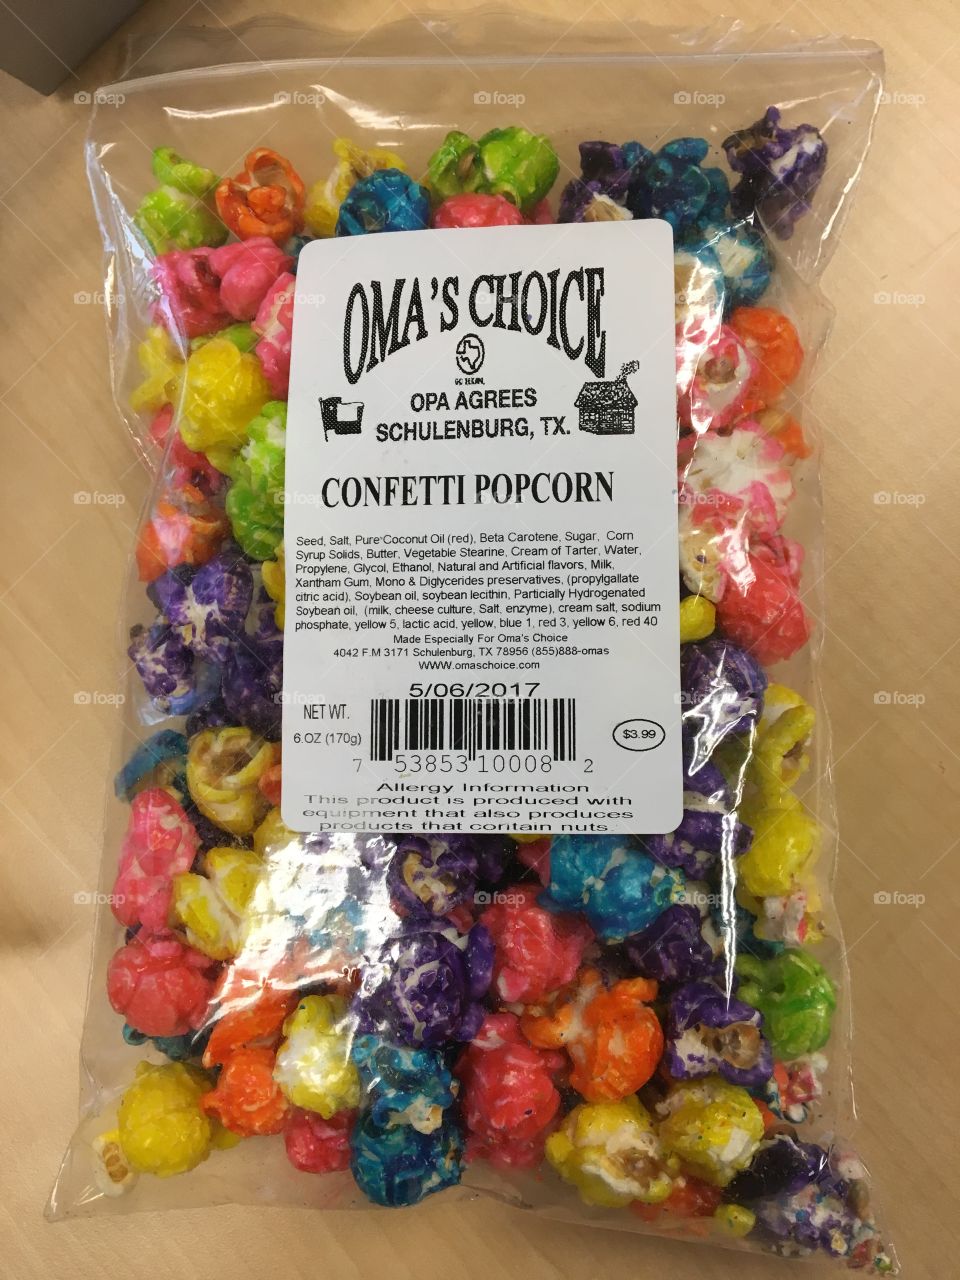 OMA'S CHOICE
OPA AGREES
SCHULENBURG, TX.
CONFETTI POPCORN
Seed, Salt, Pure Coconut Oil (red), Beta Carotene, Sugar, Corn
Syrup Solids, Butter, Vegetable Stearine, Cream of Tarter, Water,
Propylene, Glycol, Ethanol, Natural and Artificial flavors, Milk,
Xantham Gum, Mono & Diglycerides preservatives, (propylgallate
citric acid), Soybean oil, soybean lecithin, Particially Hydrogenated
Soybean oil, (milk, cheese culture, Salt, enzyme), cream salt, sodium
phosphate, yellow 5, lactic acid, yellow, blue 1, red 3, yellow 6, red 40
Made Especially For Oma's Choice
4042 F.M 3171 Schulenburg, TX 78956 (855)888-omas
WWW.omaschoice.com
5/06/2017
NET WT.
6.OZ (170g)
$3.99
7 53853 10008 2
Allergy Information
This product is produced with
equipment that also produces
products that contain nuts.